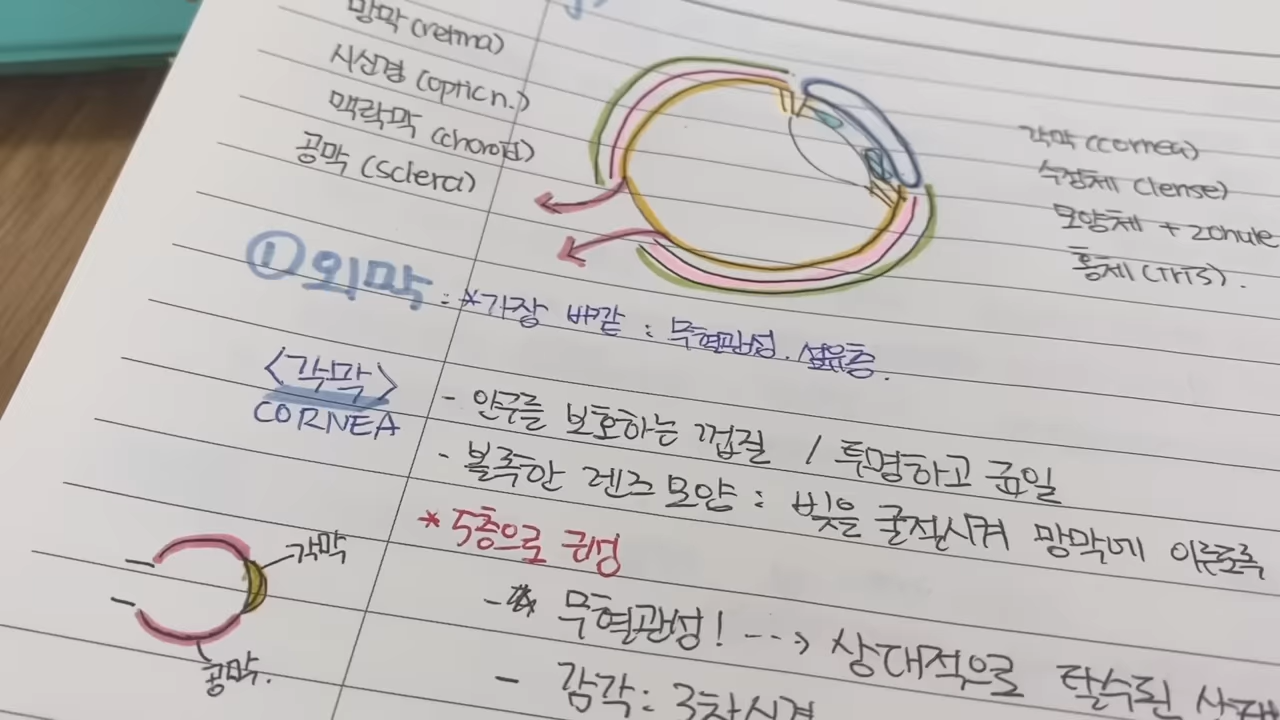 망막 (retina)
시신경 (optic n.)
맥락막 (choroid)
공막 (sclera)
각막 (cornea)
수정체 (lense)
모양체 + zonule
홍채 (iris).
① 외막 : *가장 바깥 : 무혈관성. 섬유층.
<각막>
CORNEA
- 안구를 보호하는 껍질 / 투명하고 균일
- 볼록한 렌즈모양 : 빛을 굴절시켜 망막에 이르도록
* 5층으로 구성
- * 무혈관성! --→ 상대적으로 탈수된 상태
- 감각 : 3차신경
각막
공막.